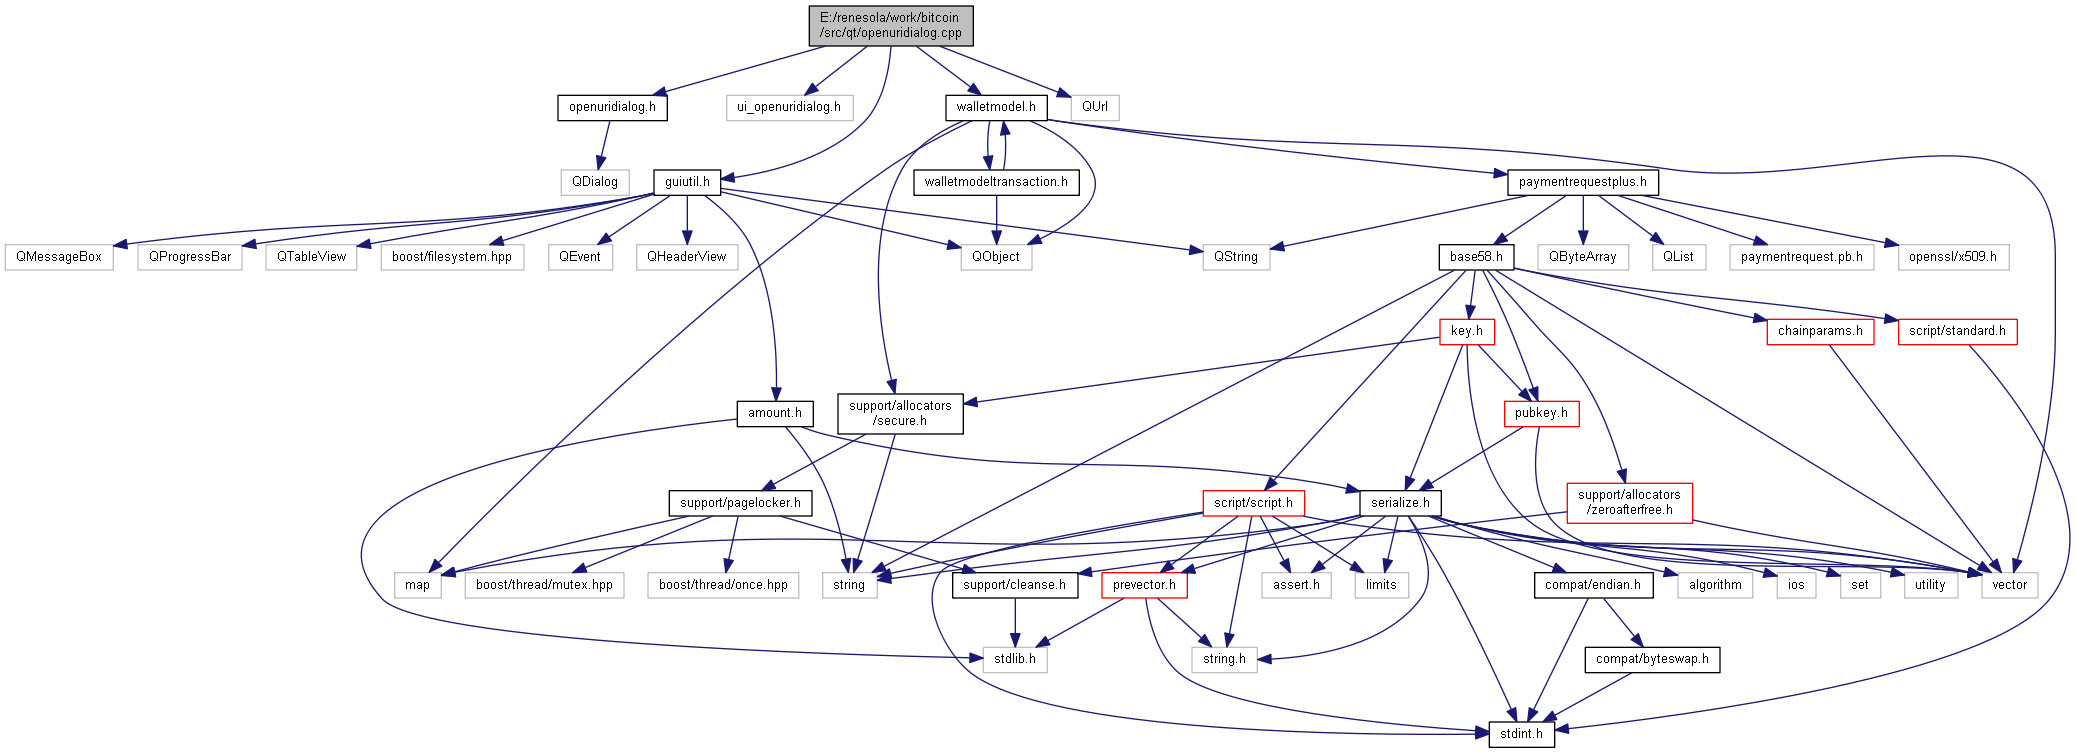 E:/renesola/work/bitcoin
/src/qt/openuridialog.cpp
openuridialog.h
ui_openuridialog.h
walletmodel.h
QUrl
QDialog
guiutil.h
walletmodeltransaction.h
paymentrequestplus.h
QMessageBox
QProgressBar
QTableView
boost/filesystem.hpp
QEvent
QHeaderView
QObject
QString
base58.h
QByteArray
QList
paymentrequest.pb.h
openssl/x509.h
key.h
chainparams.h
script/standard.h
amount.h
support/allocators
/secure.h
pubkey.h
support/pagelocker.h
script/script.h
serialize.h
support/allocators
/zeroafterfree.h
map
boost/thread/mutex.hpp
boost/thread/once.hpp
string
support/cleanse.h
prevector.h
assert.h
limits
compat/endian.h
algorithm
ios
set
utility
vector
stdlib.h
string.h
compat/byteswap.h
stdint.h